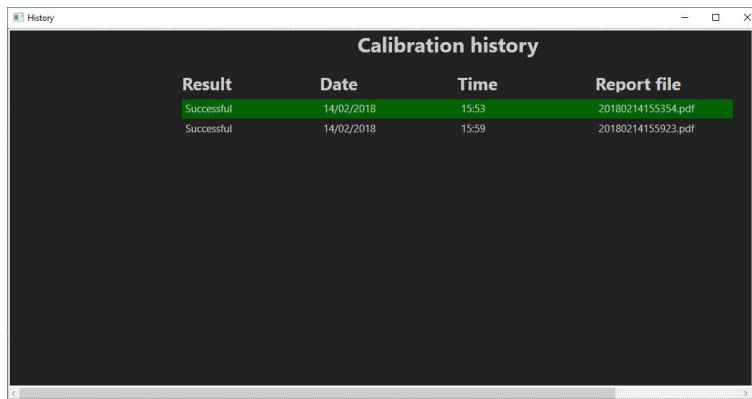 History
Calibration history
Result Date Time Report file
Successful 14/02/2018 15:53 20180214155354.pdf
Successful 14/02/2018 15:59 20180214155923.pdf